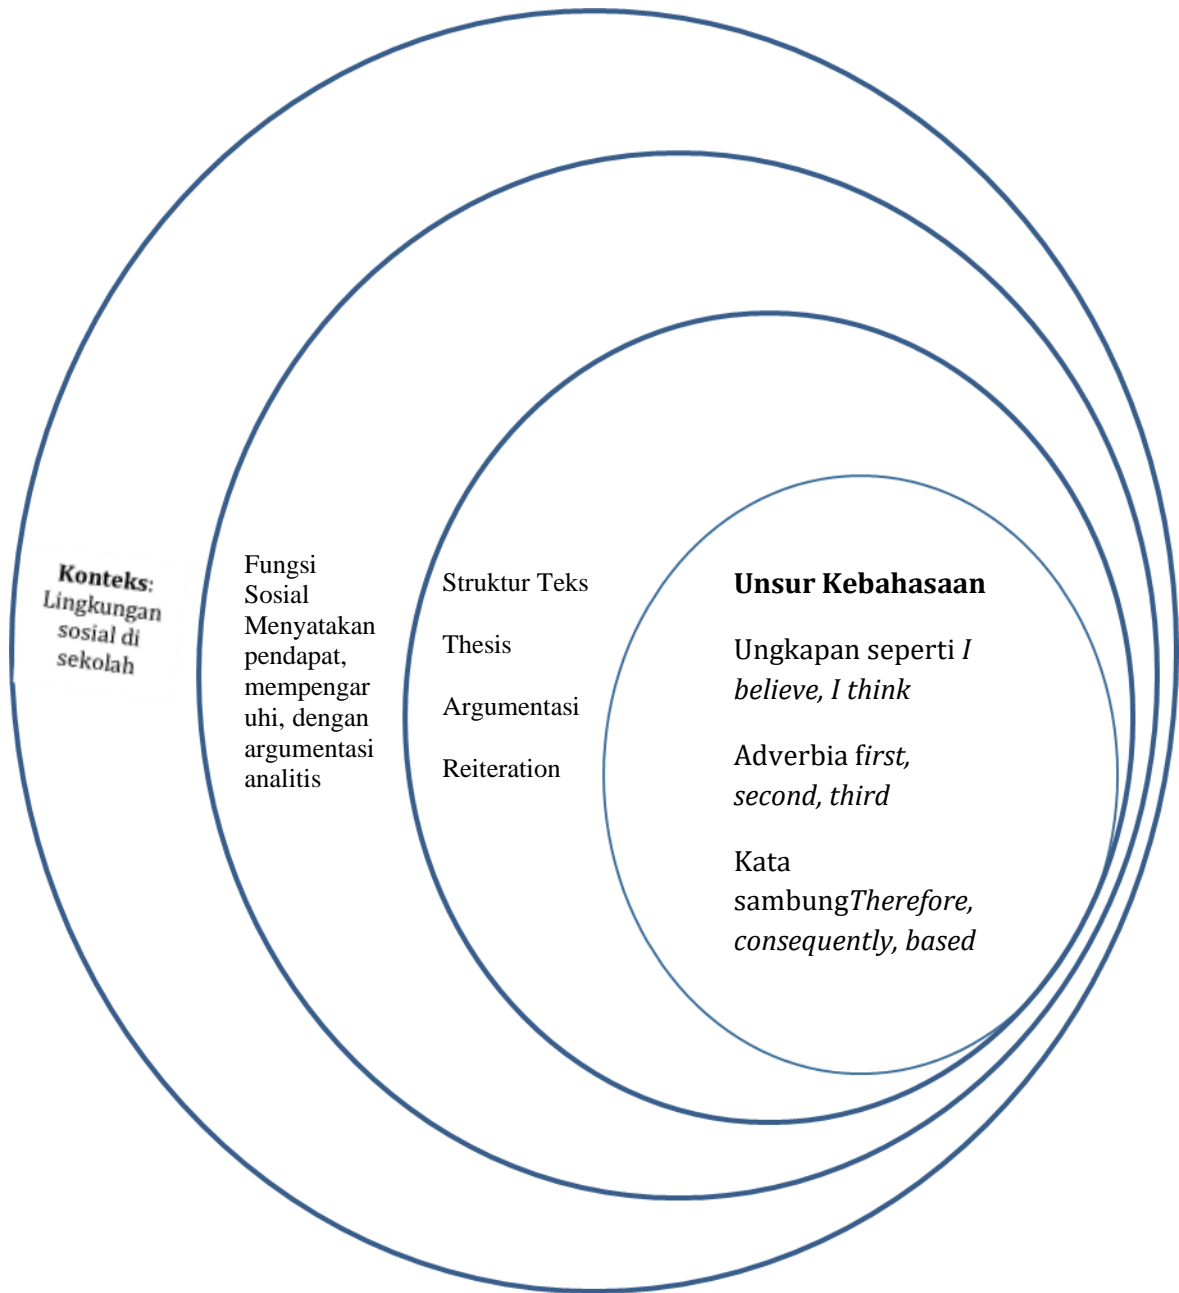 Konteks:
Lingkungan
sosial di
sekolah
Fungsi
Sosial
Menyatakan
pendapat,
mempengar
uhi, dengan
argumentasi
analitis
Struktur Teks
Thesis
Argumentasi
Reiteration
Unsur Kebahasaan
Ungkapan seperti I
believe, I think
Adverbia first,
second, third
Kata
sambungTherefore,
consequently, based